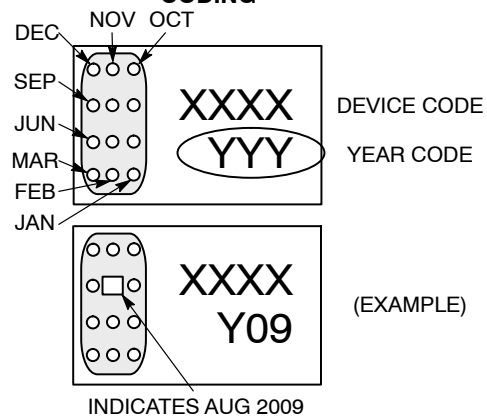 DEC
NOV OCT
SEP
JUN
MAR
FEB
JAN
XXXX
DEVICE CODE
YYY
YEAR CODE
XXXX
Y09
(EXAMPLE)
INDICATES AUG 2009